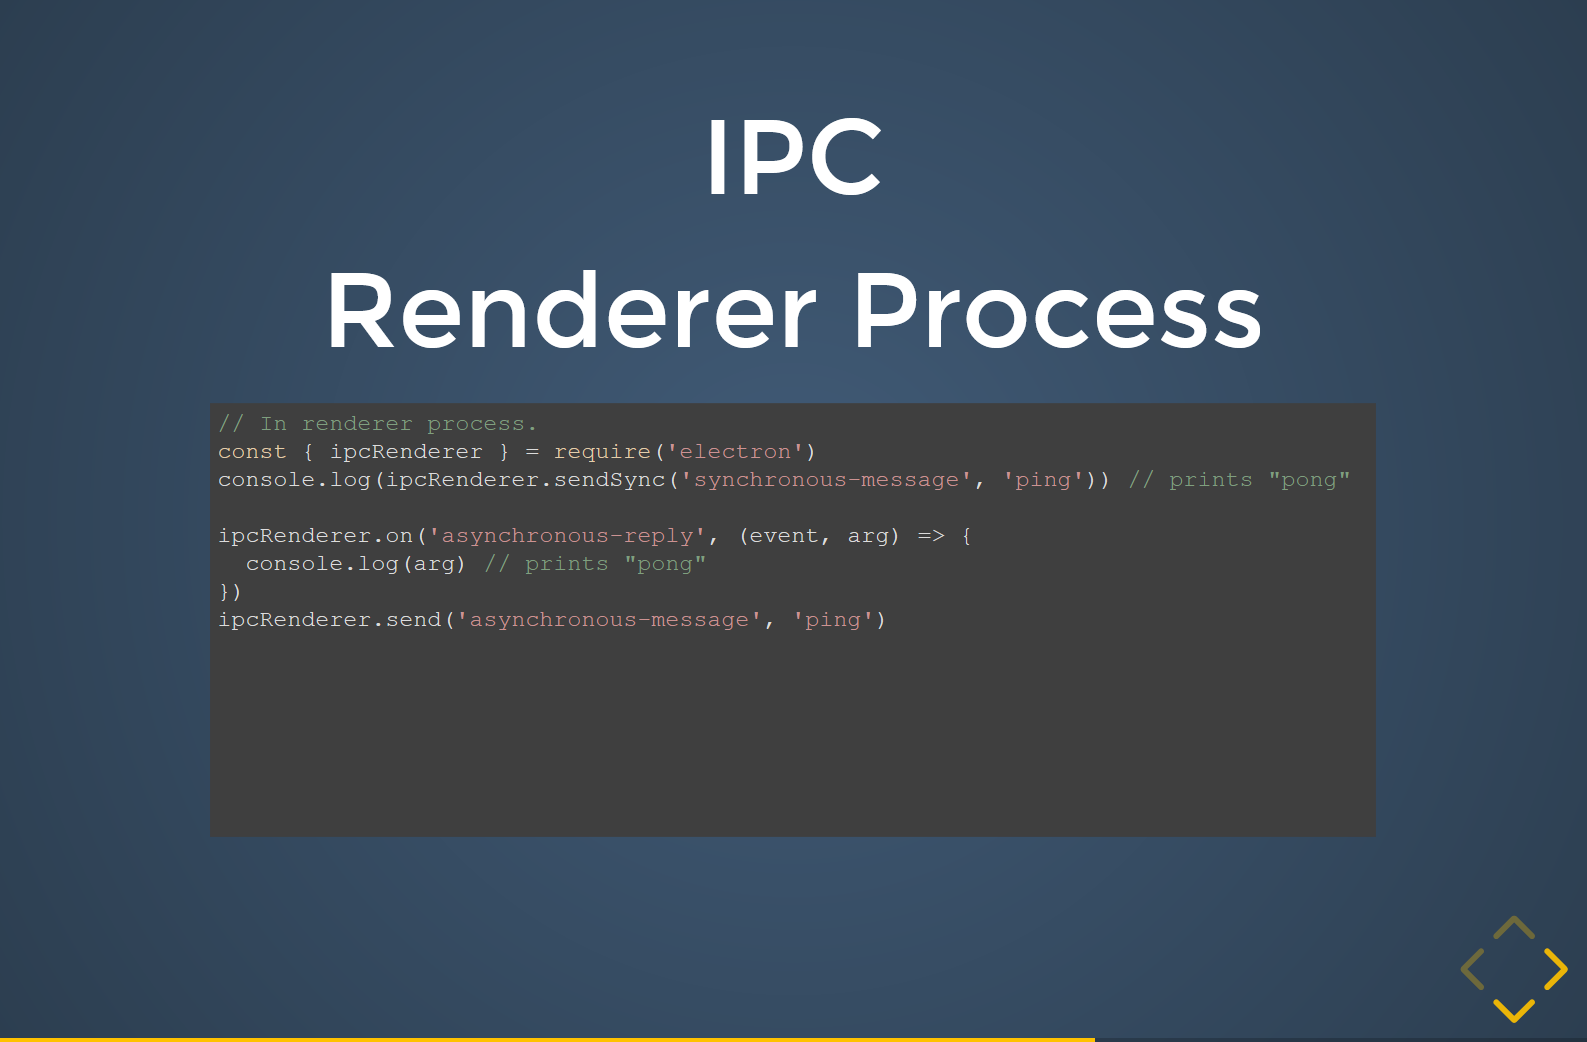 IPC
Renderer Process
// In renderer process.
const { ipcRenderer } = require('electron')
console.log(ipcRenderer.sendSync('synchronous-message', 'ping')) // prints "pong"
ipcRenderer.on('asynchronous-reply', (event, arg) => {
  console.log(arg) // prints "pong"
})
ipcRenderer.send('asynchronous-message', 'ping')